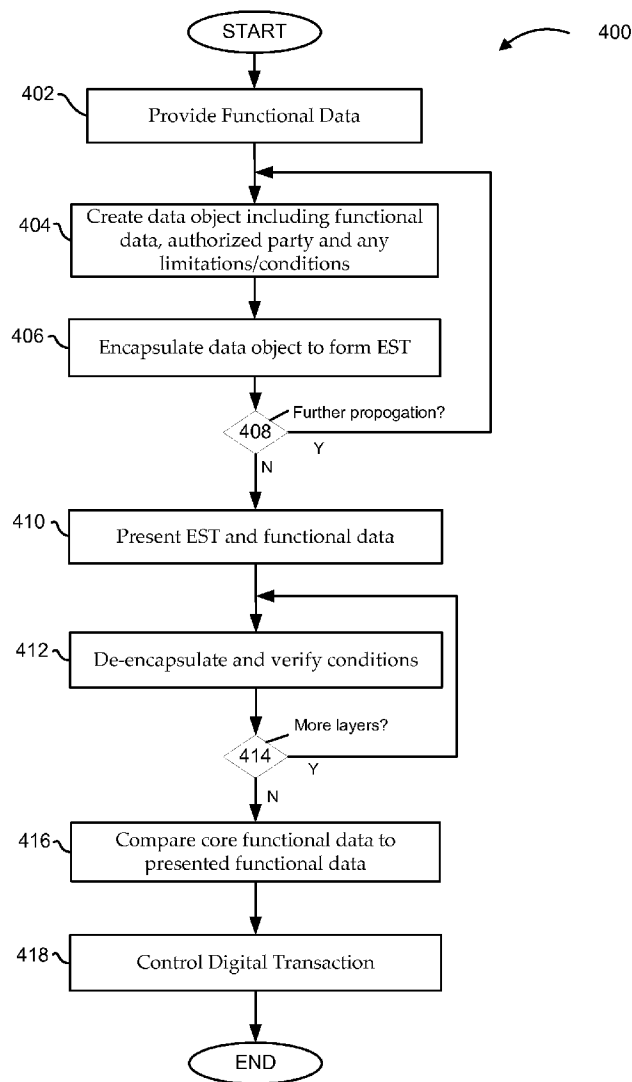 START
400
402
Provide Functional Data
404
Create data object including functional
data, authorized party and any
limitations/conditions
406
Encapsulate data object to form EST
Further propogation?
408
Y
N
410
Present EST and functional data
412
De-encapsulate and verify conditions
More layers?
414
Y
N
416
Compare core functional data to
presented functional data
418
Control Digital Transaction
END